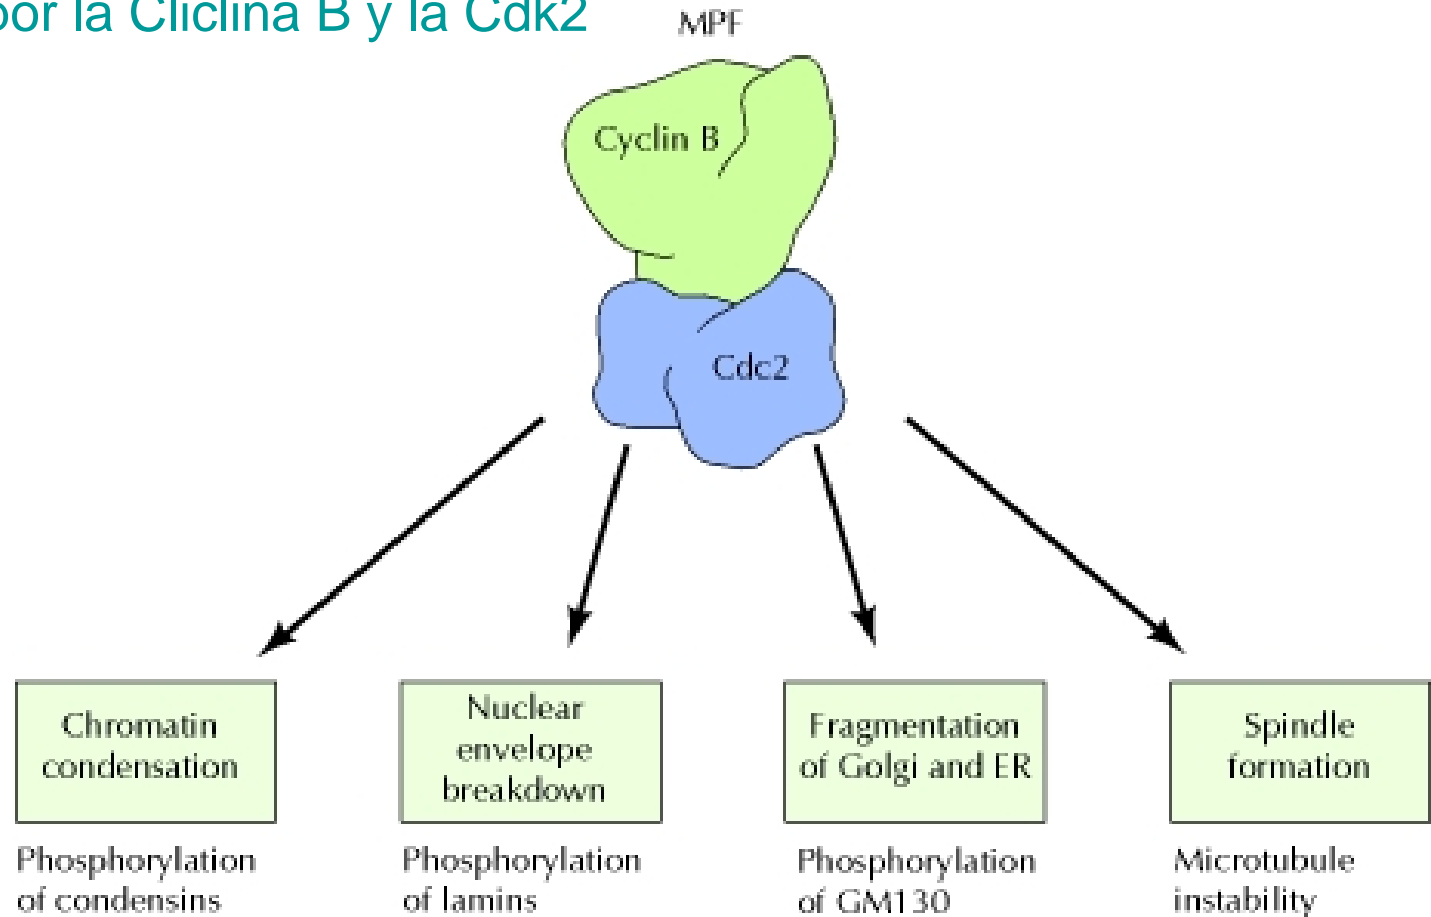 por la Cliclina B y la Cdk2
MPF
Cyclin B
Cdc2
Chromatin
condensation
Nuclear
envelope
breakdown
Fragmentation
of Golgi and ER
Spindle
formation
Phosphorylation
of condensins
Phosphorylation
of lamins
Phosphorylation
of GM130
Microtubule
instability